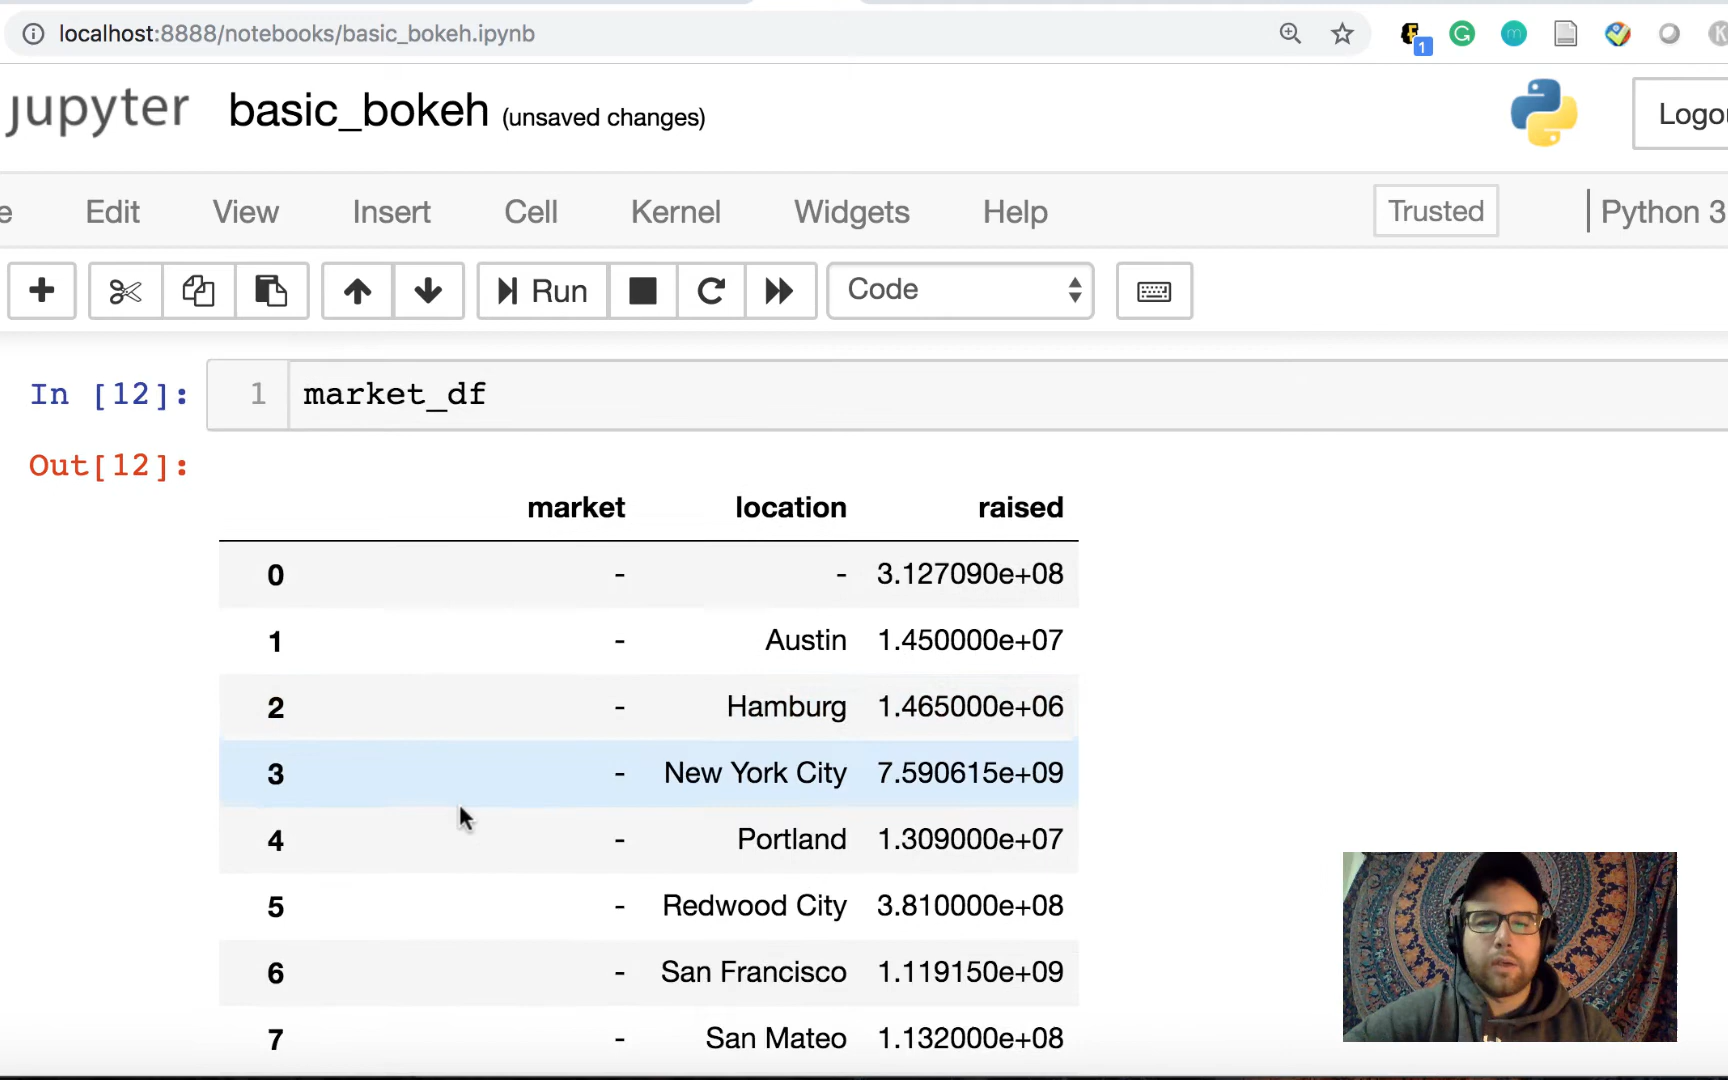 localhost:8888/notebooks/basic_bokeh.ipynb
1
G
m
K
jupyter basic_bokeh (unsaved changes)
Logou
e Edit View Insert Cell Kernel Widgets Help Trusted Python 3
Run Code
In [12]: 1 market_df
Out[12]:
market location raised
0 - - 3.127090e+08
1 - Austin 1.450000e+07
2 - Hamburg 1.465000e+06
3 - New York City 7.590615e+09
4 - Portland 1.309000e+07
5 - Redwood City 3.810000e+08
6 - San Francisco 1.119150e+09
7 - San Mateo 1.132000e+08